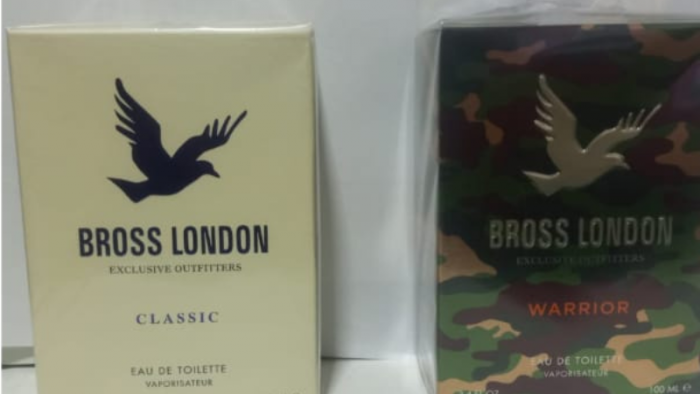 BROSS LONDON
EXCLUSIVE OUTFITTERS
CLASSIC
EAU DE TOILETTE
VAPORISATEUR
BROSS LONDON
EXCLUSIVE OUTFITTERS
WARRIOR
EAU DE TOILETTE
VAPORISATEUR
100 ML ℮